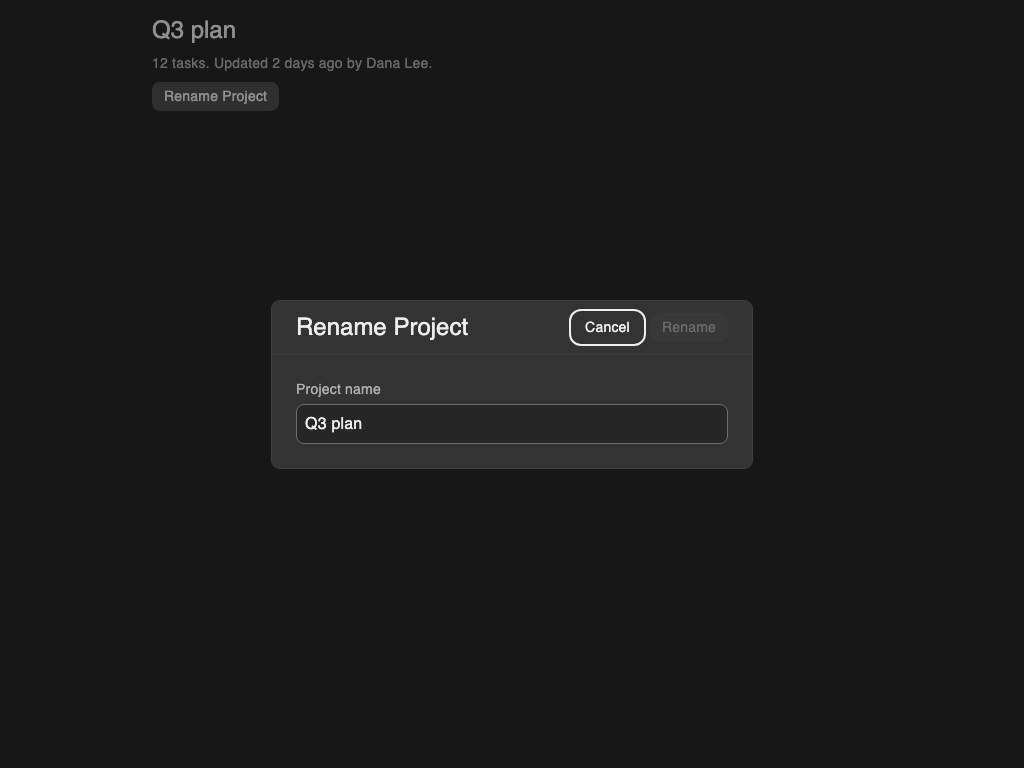 Q3 plan
12 tasks. Updated 2 days ago by Dana Lee.
Rename Project
Rename Project
Cancel
Rename
Project name
Q3 plan